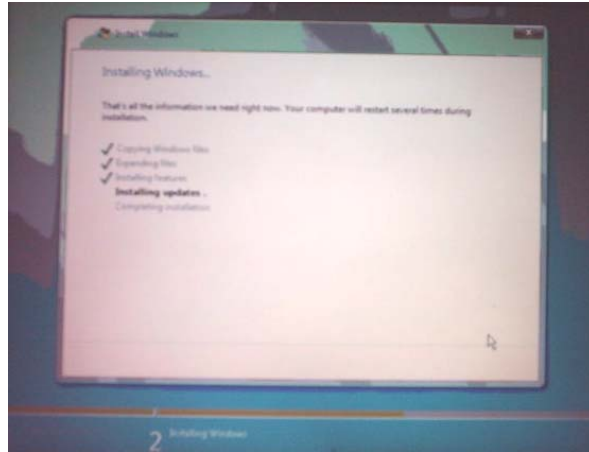 Install Windows
Installing Windows...
That's all the information we need right now. Your computer will restart several times during
installation.
Copying Windows files
Expanding files
Installing features
Installing updates .
Completing installation
2 Installing Windows